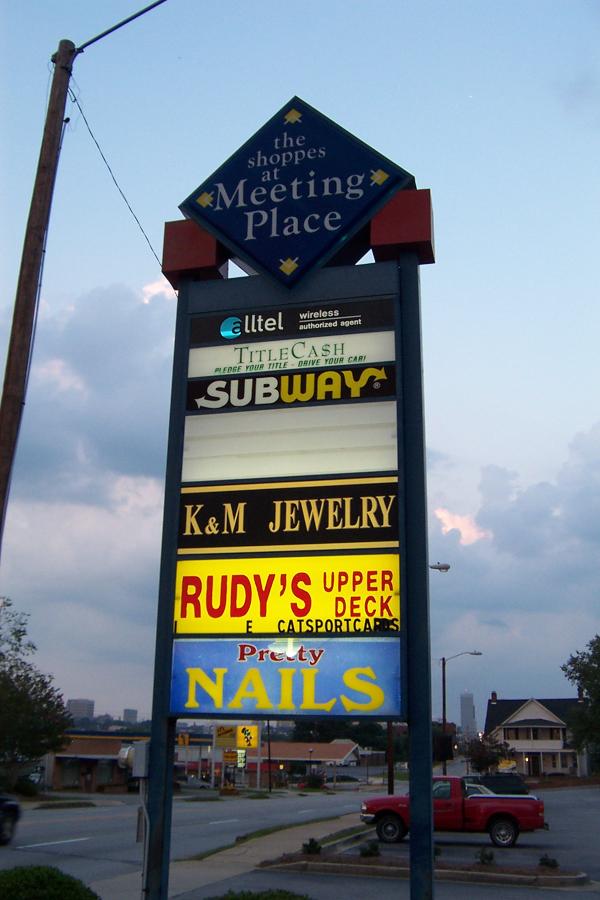 the
shoppes
at
Meeting
Place
alltel wireless
authorized agent
TITLECA$H
PLEDGE YOUR TITLE - DRIVE YOUR CAR!
SUBWAY®
K&M JEWELRY
RUDY'S UPPER
DECK
E CATSPORTCARDS
Pretty
NAILS